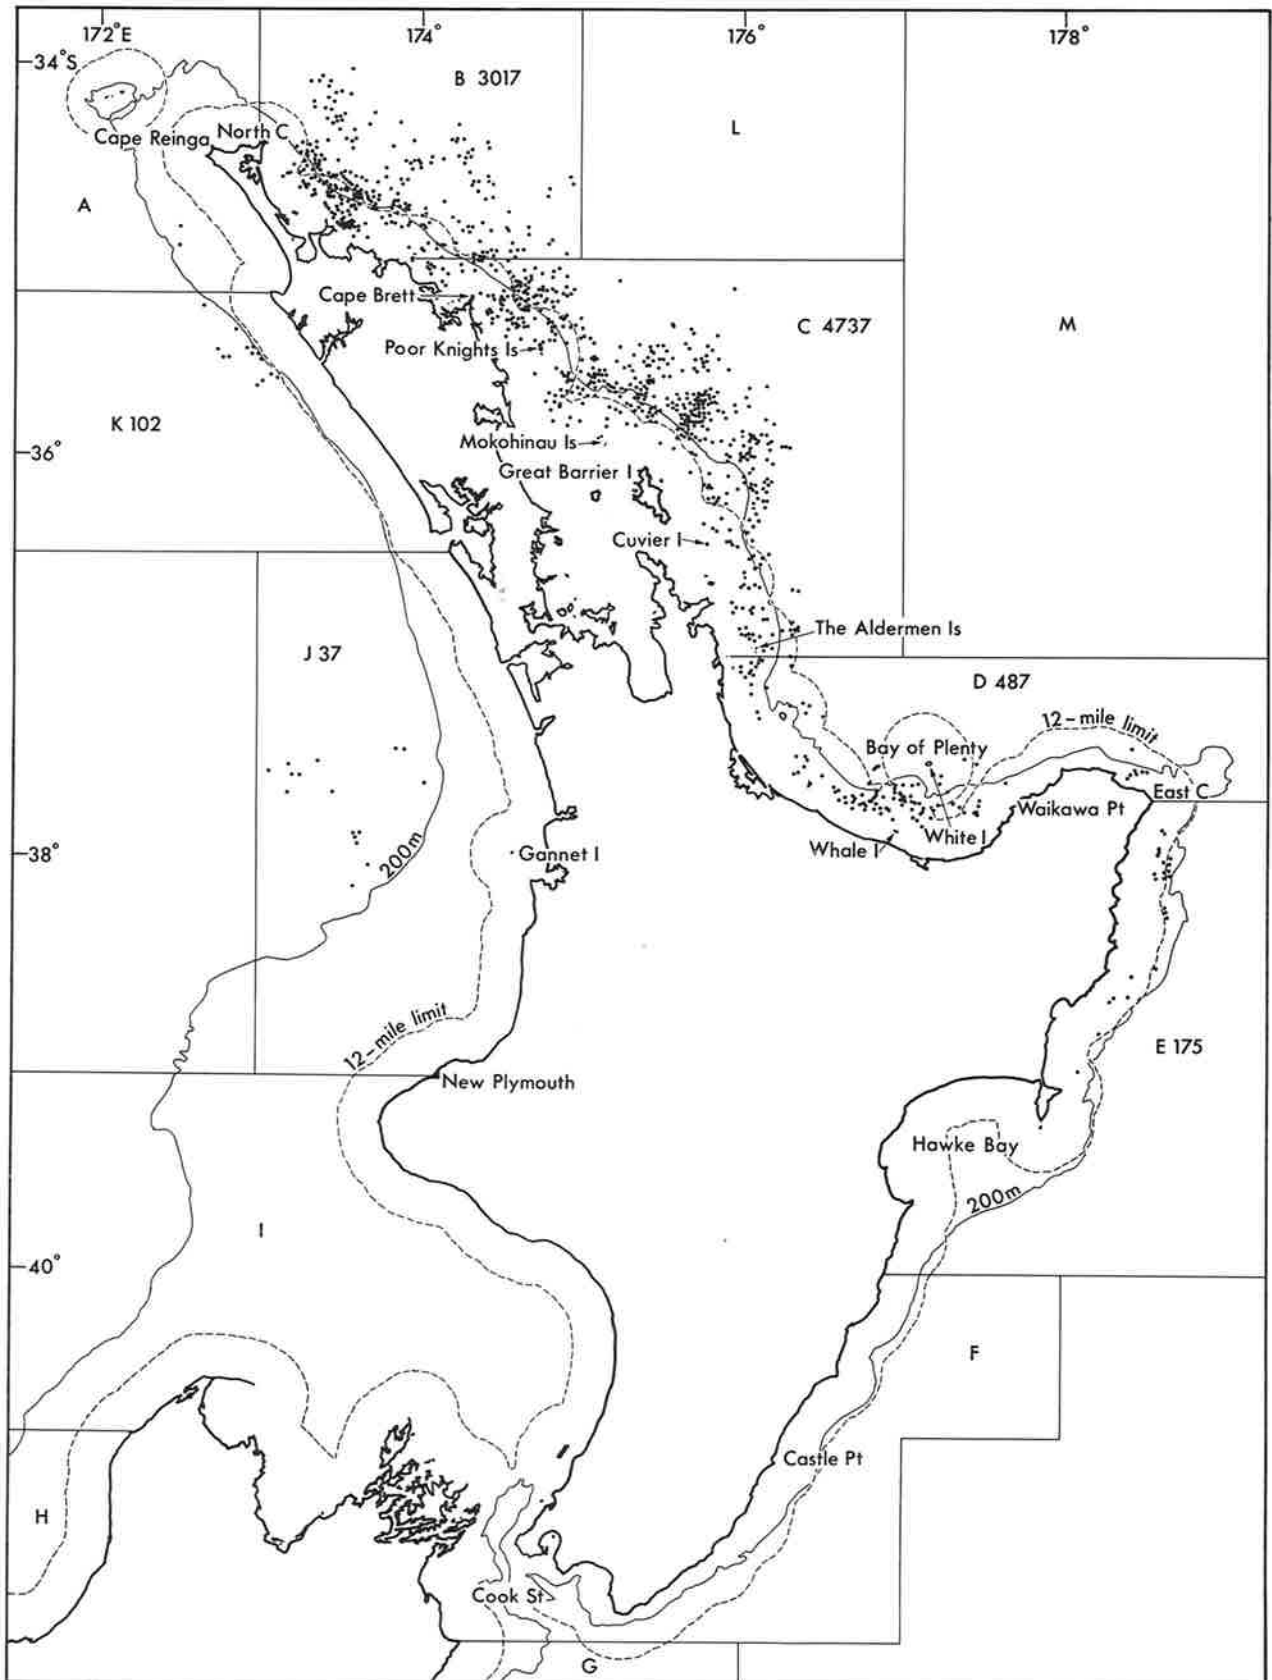 172°E
174°
176°
178°
34°S
B 3017
L
Cape Reinga
North C
A
Cape Brett
C 4737
M
Poor Knights Is
K 102
36°
Mokohinau Is
Great Barrier I
Cuvier I
The Aldermen Is
J 37
D 487
12-mile limit
Bay of Plenty
East C
Waikawa Pt
White I
Whale I
38°
Gannet I
200m
12-mile limit
E 175
New Plymouth
Hawke Bay
200m
I
40°
F
Castle Pt
H
Cook St
G